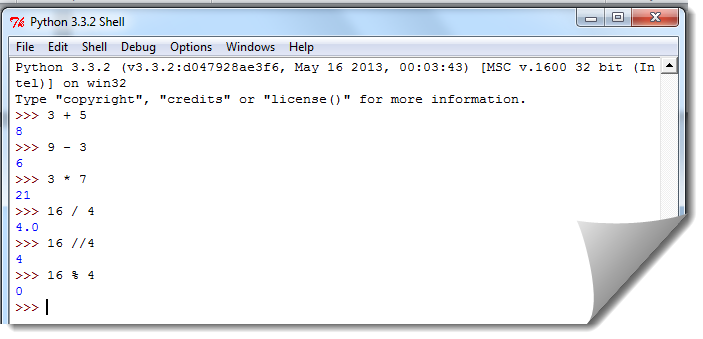 Python 3.3.2 Shell
File Edit Shell Debug Options Windows Help
Python 3.3.2 (v3.3.2:d047928ae3f6, May 16 2013, 00:03:43) [MSC v.1600 32 bit (In
tel)] on win32
Type "copyright", "credits" or "license()" for more information.
>>> 3 + 5
8
>>> 9 - 3
6
>>> 3 * 7
21
>>> 16 / 4
4.0
>>> 16 //4
4
>>> 16 % 4
0
>>>